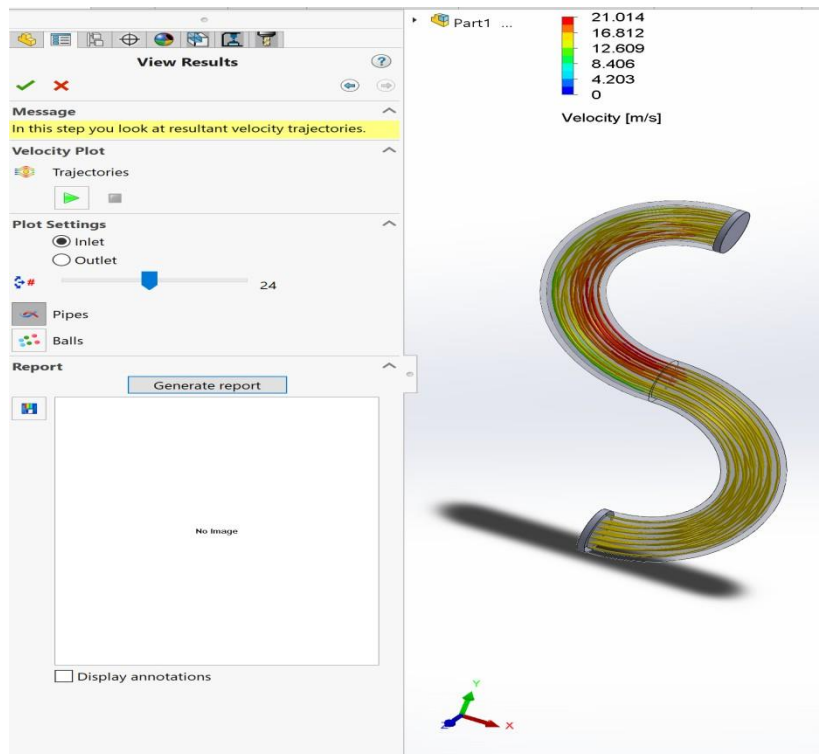 View Results
?
Message
In this step you look at resultant velocity trajectories.
Velocity Plot
Trajectories
Plot Settings
Inlet
Outlet
#
24
Pipes
Balls
Report
Generate report
No Image
Display annotations
Part1 ...
21.014
16.812
12.609
8.406
4.203
0
Velocity [m/s]
Y
Z
X